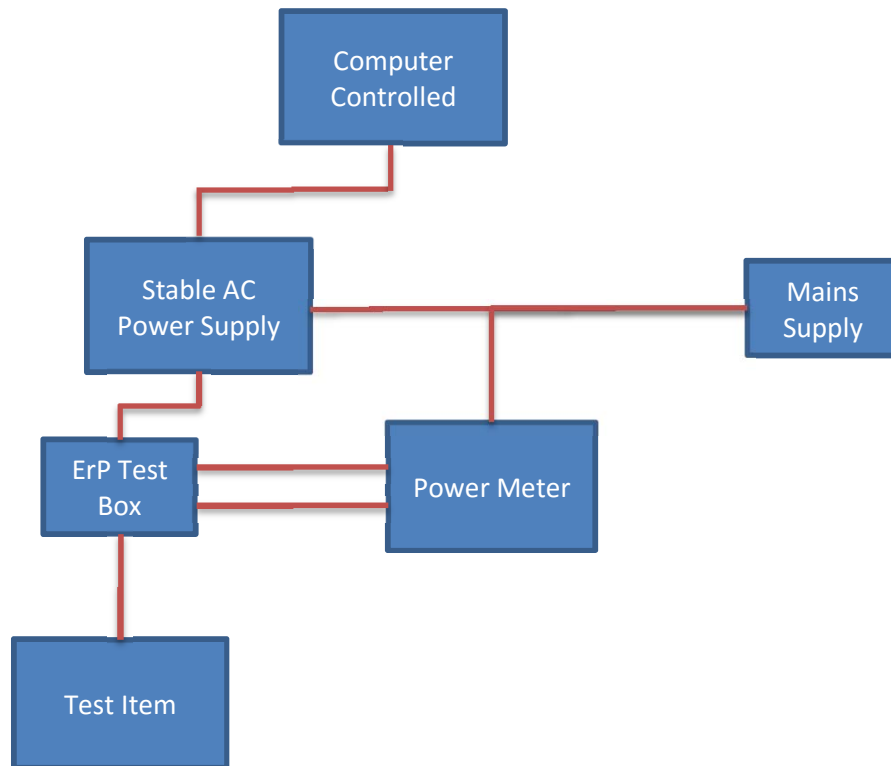 Computer
Controlled
Stable AC
Power Supply
Mains
Supply
ErP Test
Box
Power Meter
Test Item